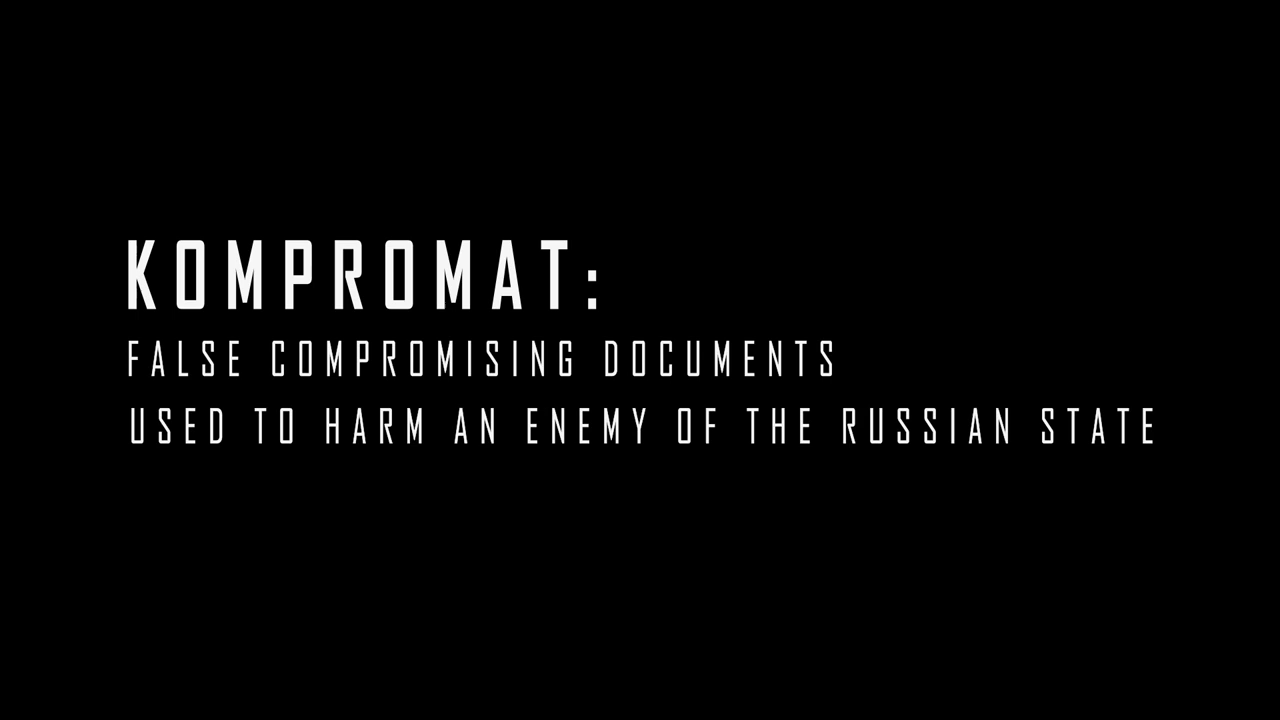 KOMPROMAT:
FALSE COMPROMISING DOCUMENTS
USED TO HARM AN ENEMY OF THE RUSSIAN STATE